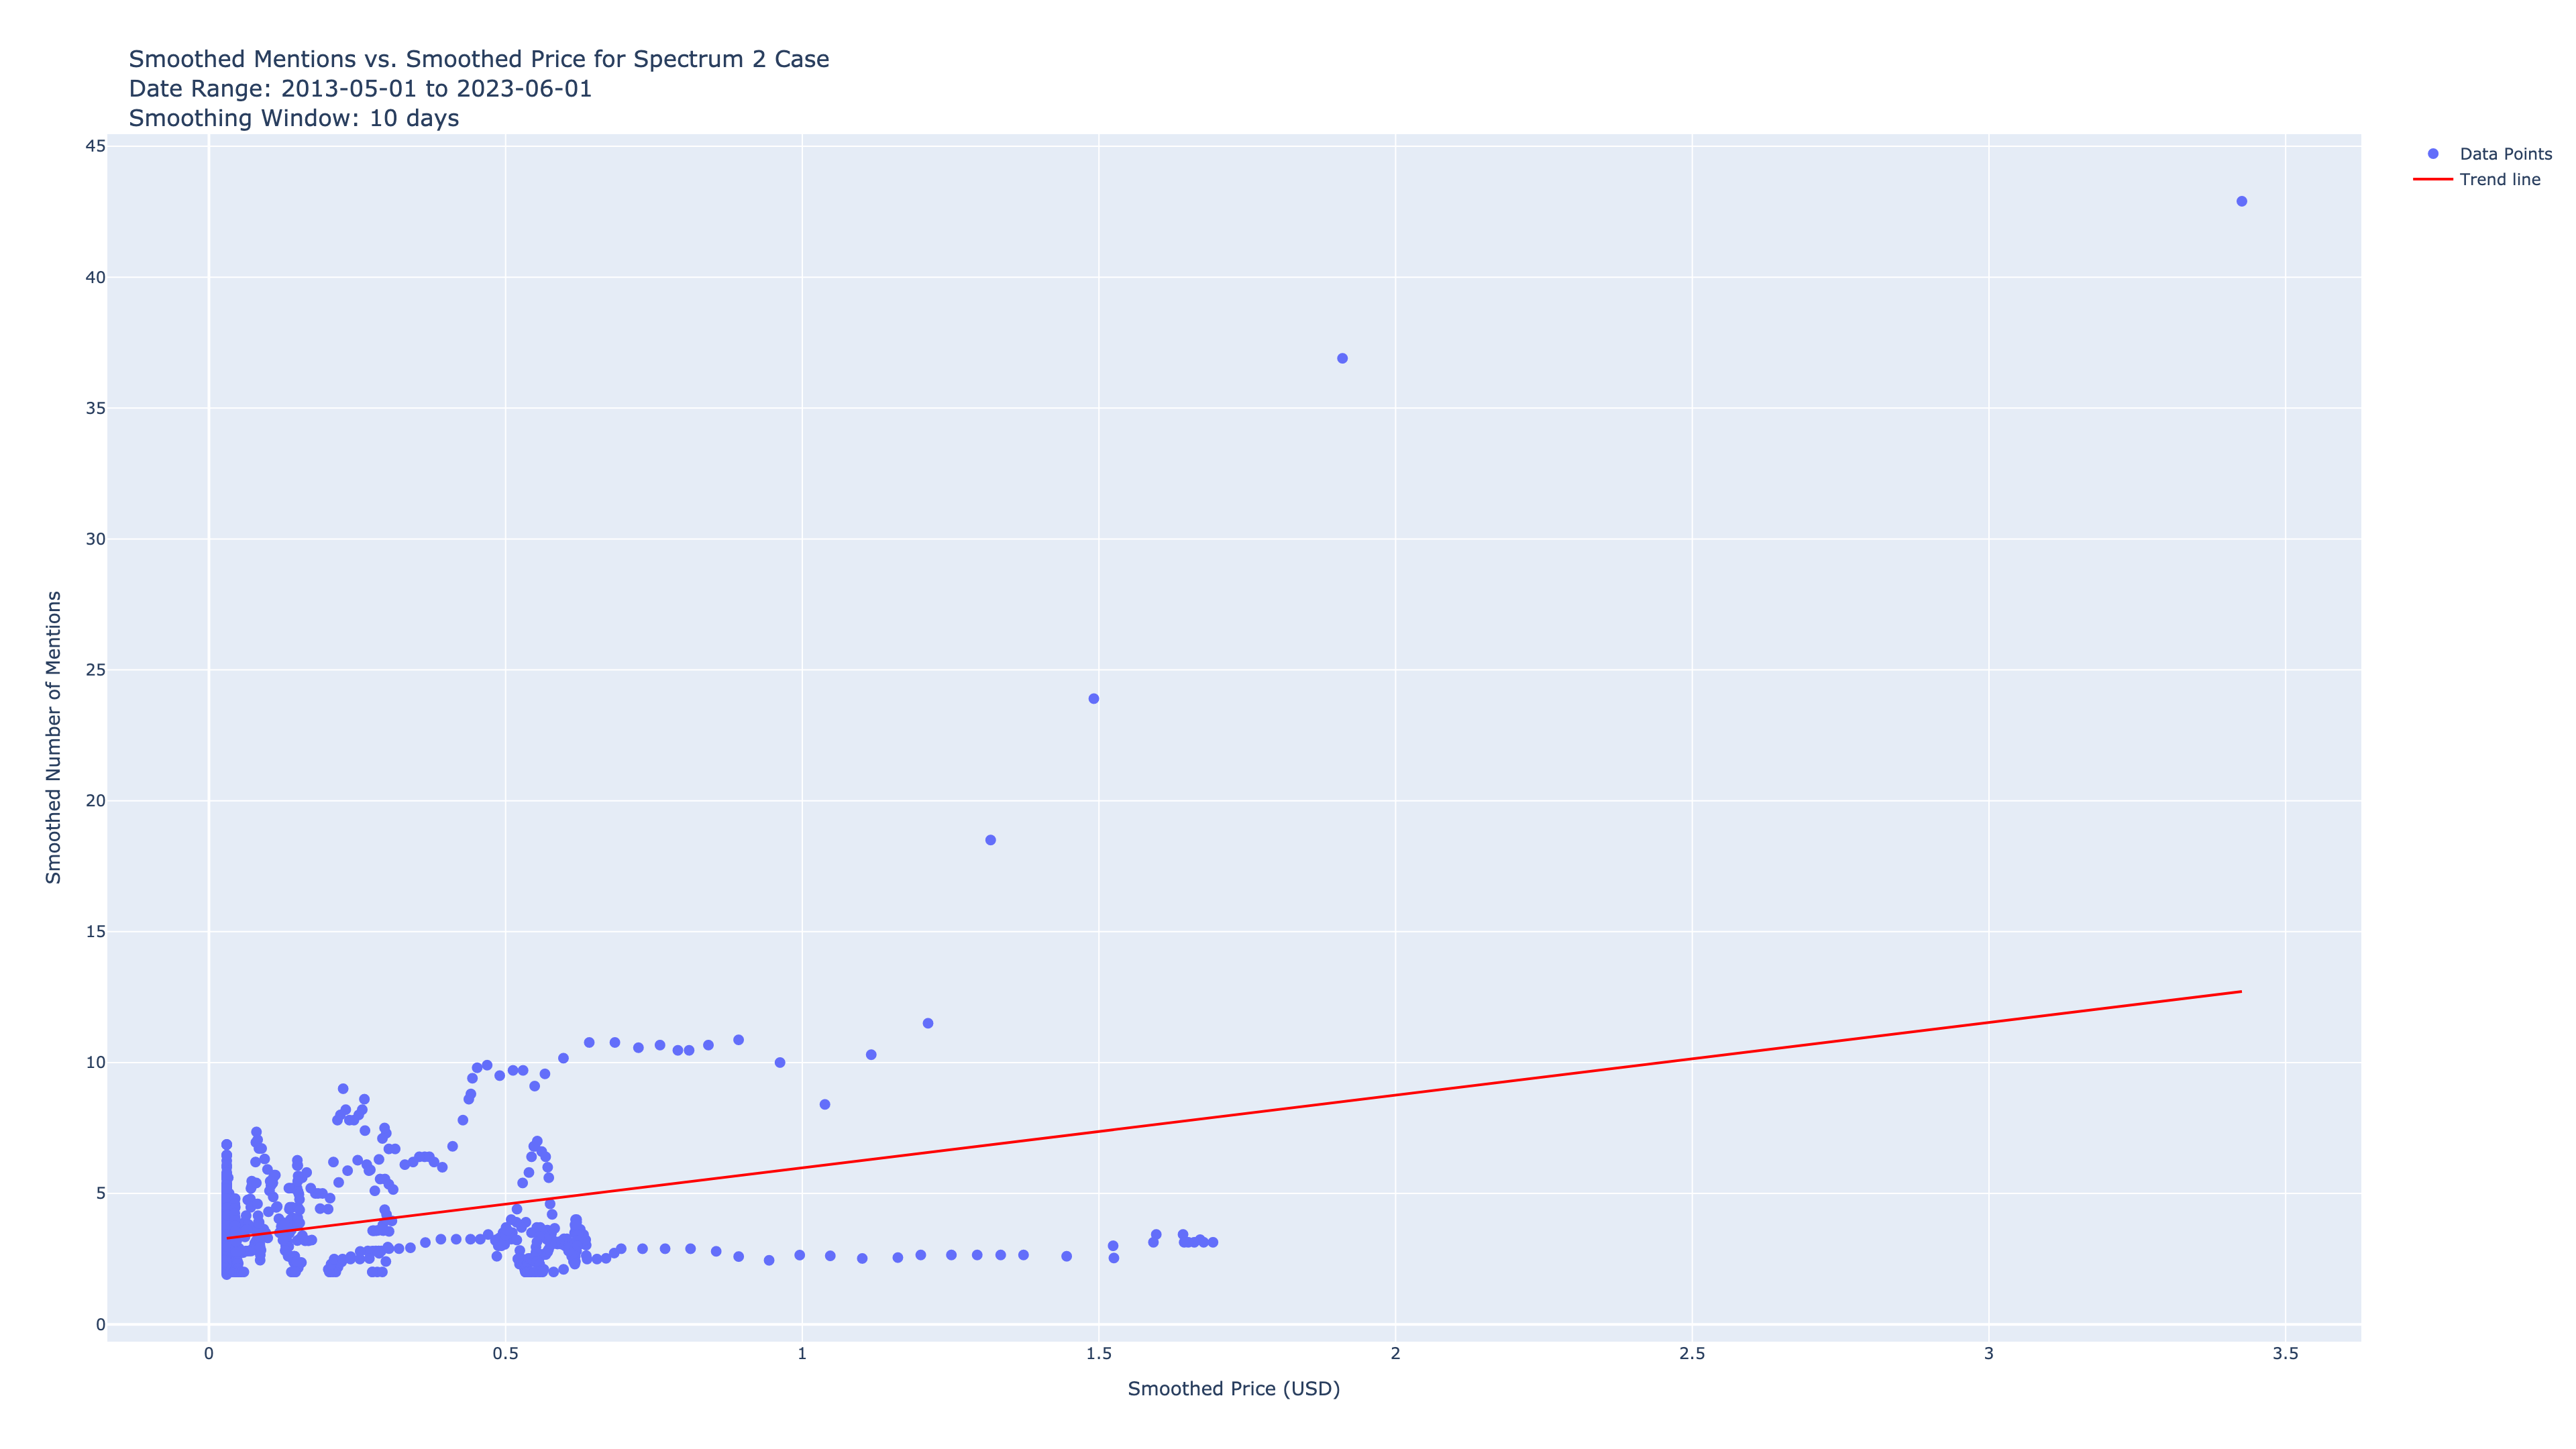 Smoothed Mentions vs. Smoothed Price for Spectrum 2 Case
Date Range: 2013-05-01 to 2023-06-01
Smoothing Window: 10 days
Data Points
Trend line
Smoothed Number of Mentions
45
40
35
30
25
20
15
10
5
0
0
0.5
1
1.5
2
2.5
3
3.5
Smoothed Price (USD)